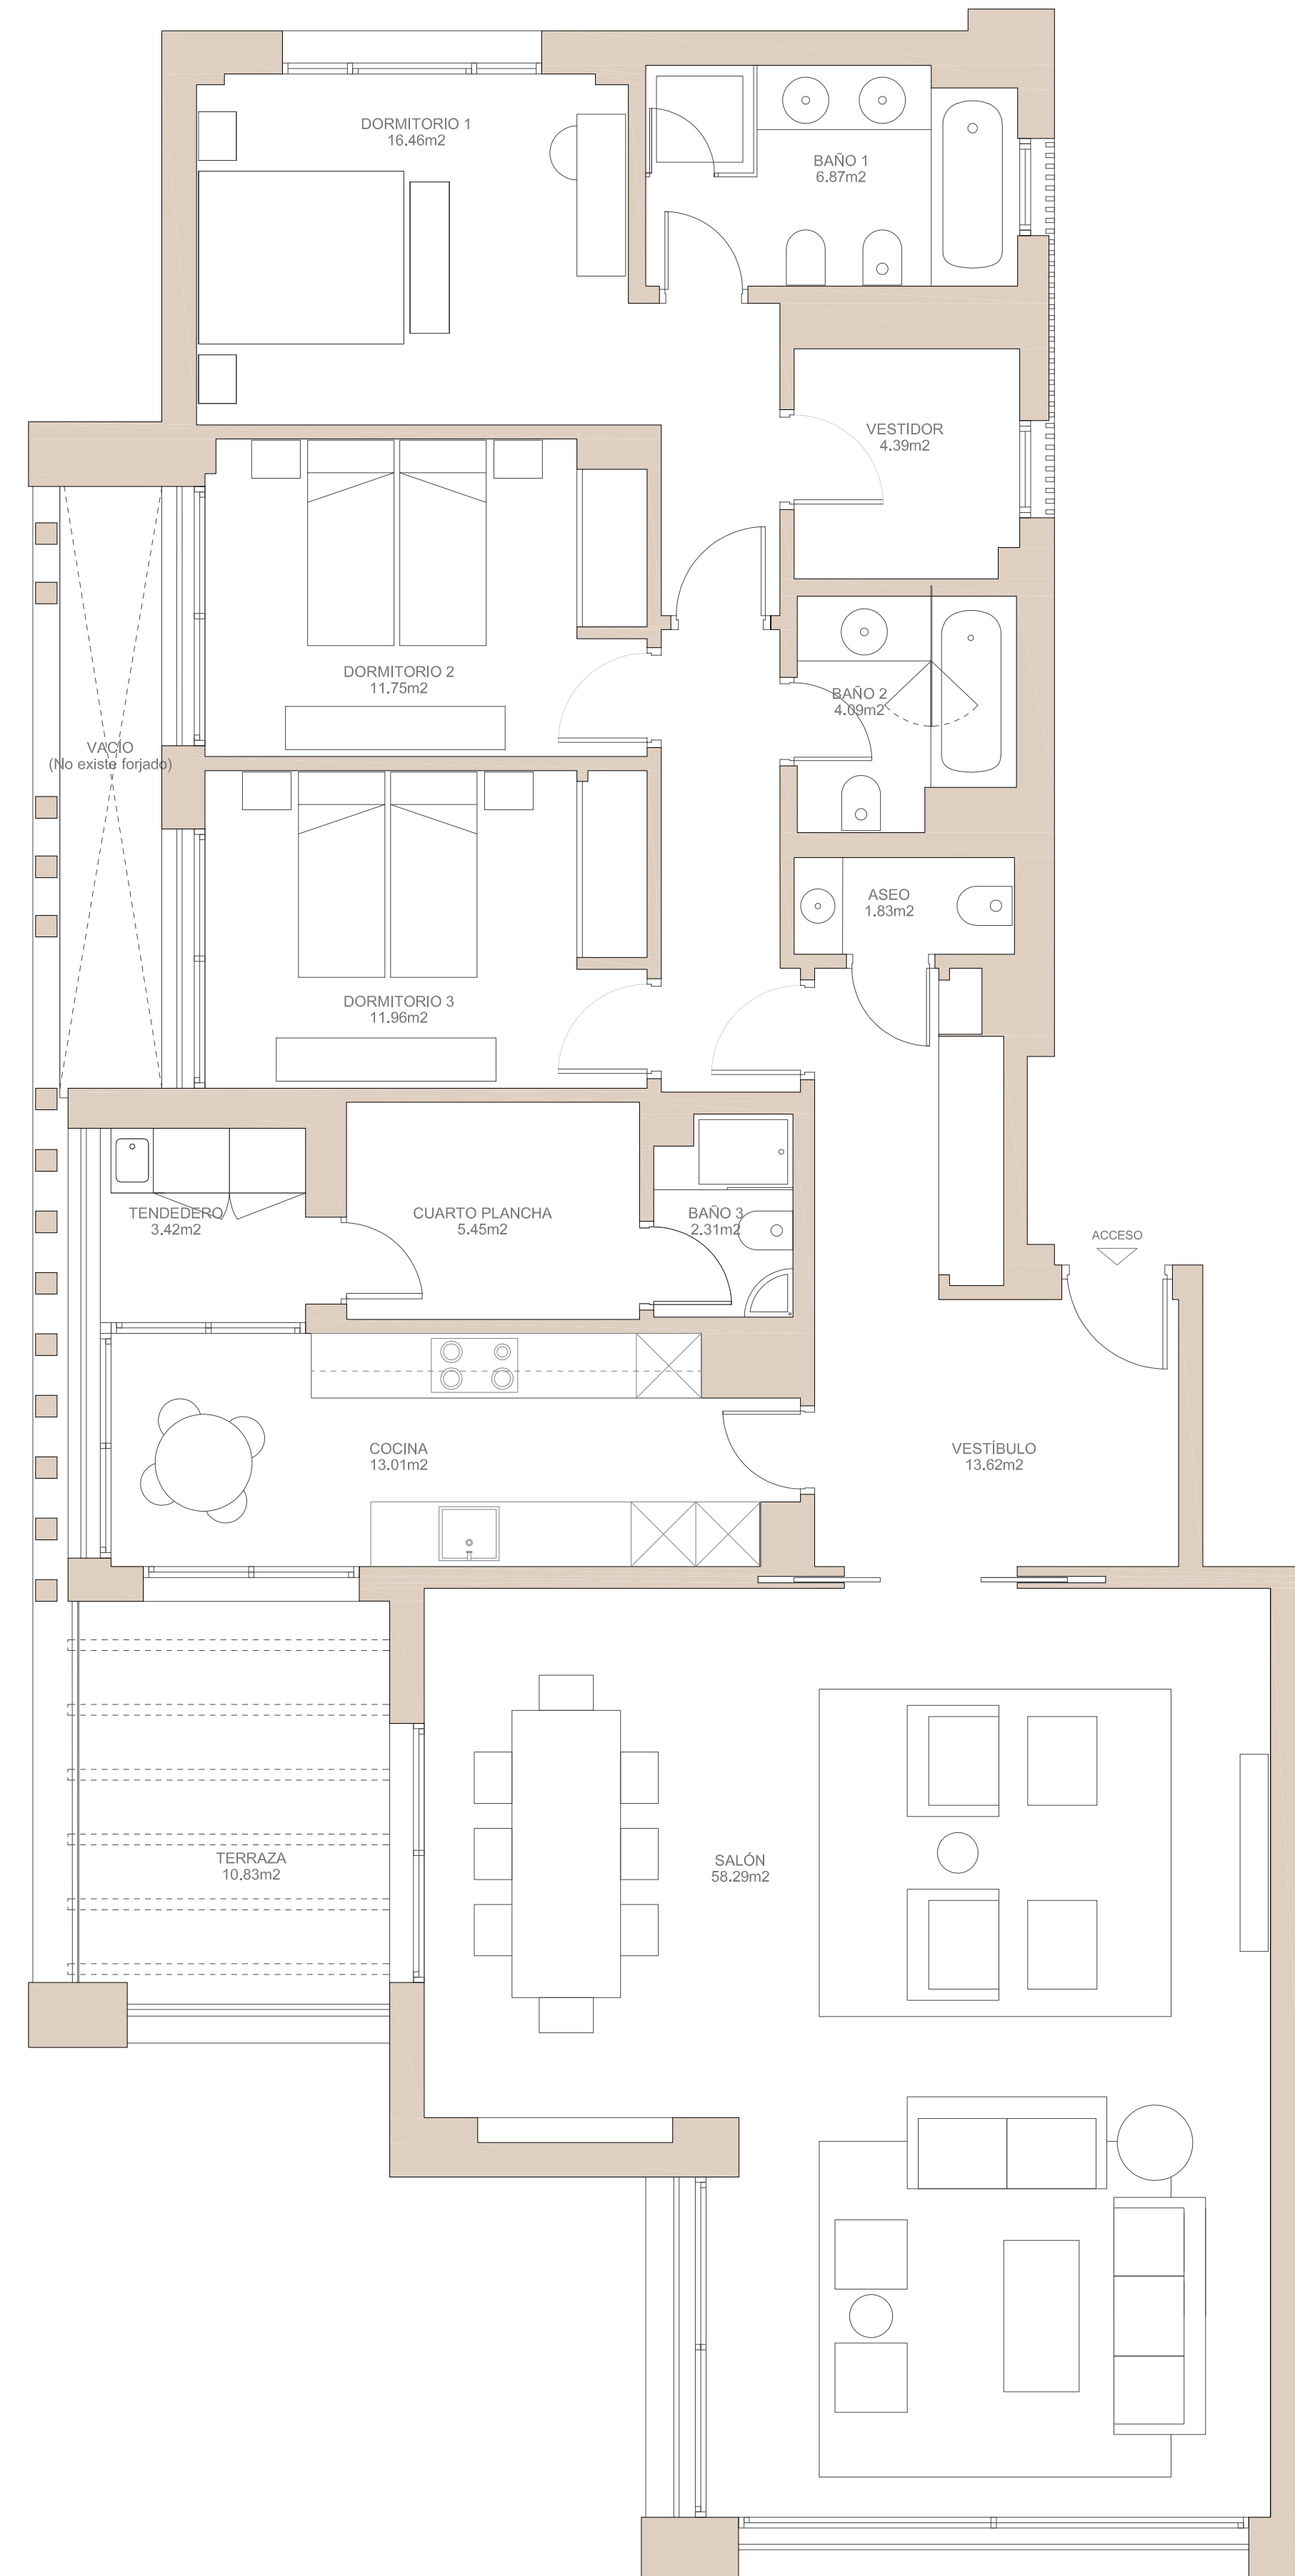 DORMITORIO 1
16.46m2
BAÑO 1
6.87m2
VESTIDOR
4.39m2
DORMITORIO 2
11.75m2
BAÑO 2
4.09m2
VACÍO
(No existe forjado)
ASEO
1.83m2
DORMITORIO 3
11.96m2
TENDEDERO
3.42m2
CUARTO PLANCHA
5.45m2
BAÑO 3
2.31m2
ACCESO
COCINA
13.01m2
VESTÍBULO
13.62m2
TERRAZA
10.83m2
SALÓN
58.29m2